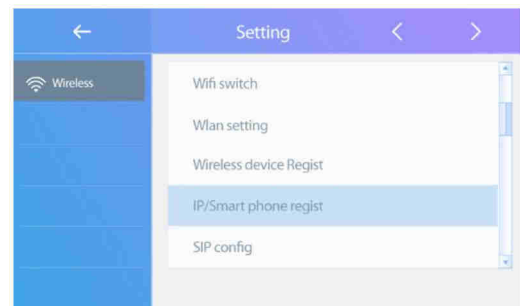 Setting
Wireless
Wifi switch
Wlan setting
Wireless device Regist
IP/Smart phone regist
SIP config